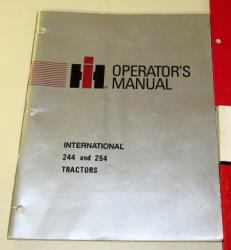 OPERATOR'S
MANUAL
INTERNATIONAL
244 and 254
TRACTORS